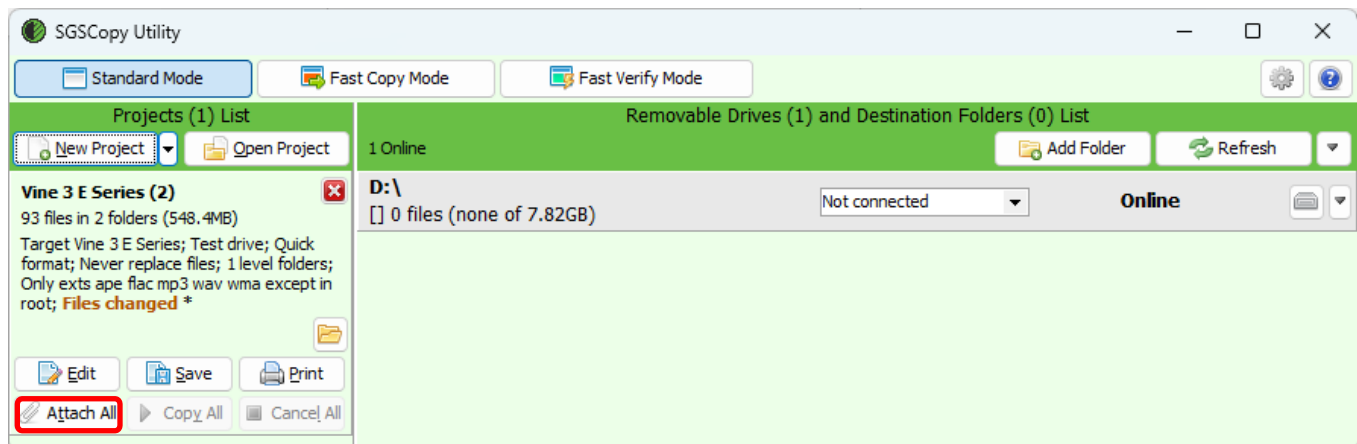 SGSCopy Utility
Standard Mode
Fast Copy Mode
Fast Verify Mode
Projects (1) List
Removable Drives (1) and Destination Folders (0) List
New Project
Open Project
1 Online
Add Folder
Refresh
Vine 3 E Series (2)
93 files in 2 folders (548.4MB)
Target Vine 3 E Series; Test drive; Quick
format; Never replace files; 1 level folders;
Only exts ape flac mp3 wav wma except in
root; Files changed *
D:\
[] 0 files (none of 7.82GB)
Not connected
Online
Edit
Save
Print
Attach All
Copy All
Cancel All